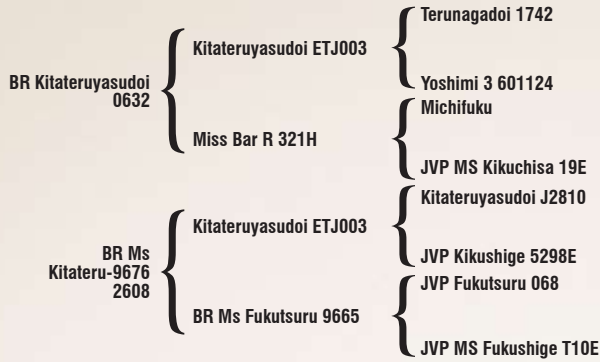 Terunagadoi 1742
Kitateruyasudoi ETJ003
Yoshimi 3 601124
BR Kitateruyasudoi
0632
Michifuku
Miss Bar R 321H
JVP MS Kikuchisa 19E
Kitateruyasudoi J2810
Kitateruyasudoi ETJ003
JVP Kikushige 5298E
BR Ms
Kitateru-9676
2608
JVP Fukutsuru 068
BR Ms Fukutsuru 9665
JVP MS Fukushige T10E